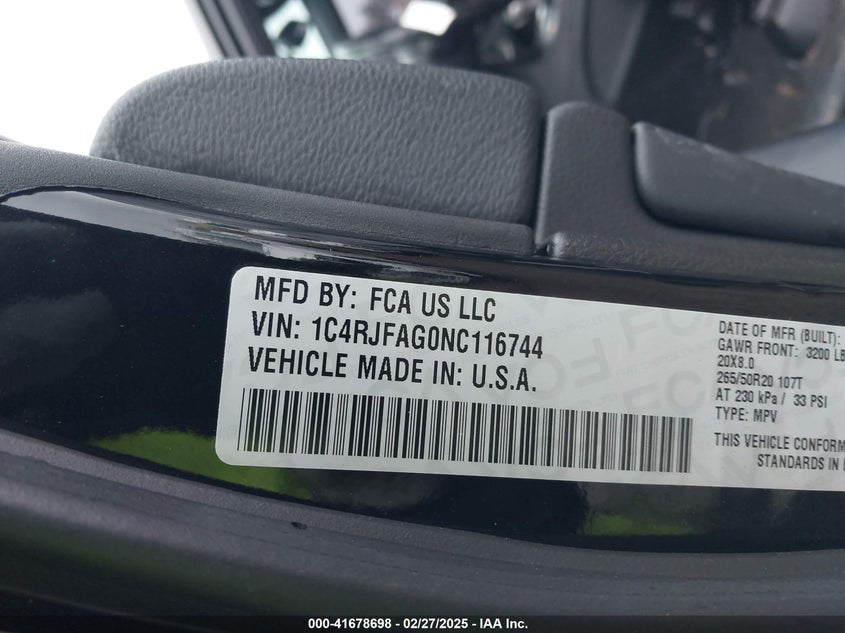 MFD BY: FCA US LLC
VIN: 1C4RJFAG0NC116744
VEHICLE MADE IN: U.S.A.
DATE OF MFR (BUILT):
GAWR FRONT: 3200 LB
20X8.0
265/50R20 107T
AT 230 kPa / 33 PSI
TYPE: MPV
THIS VEHICLE CONFORM
STANDARDS IN
000-41678698 - 02/27/2025 - IAA Inc.